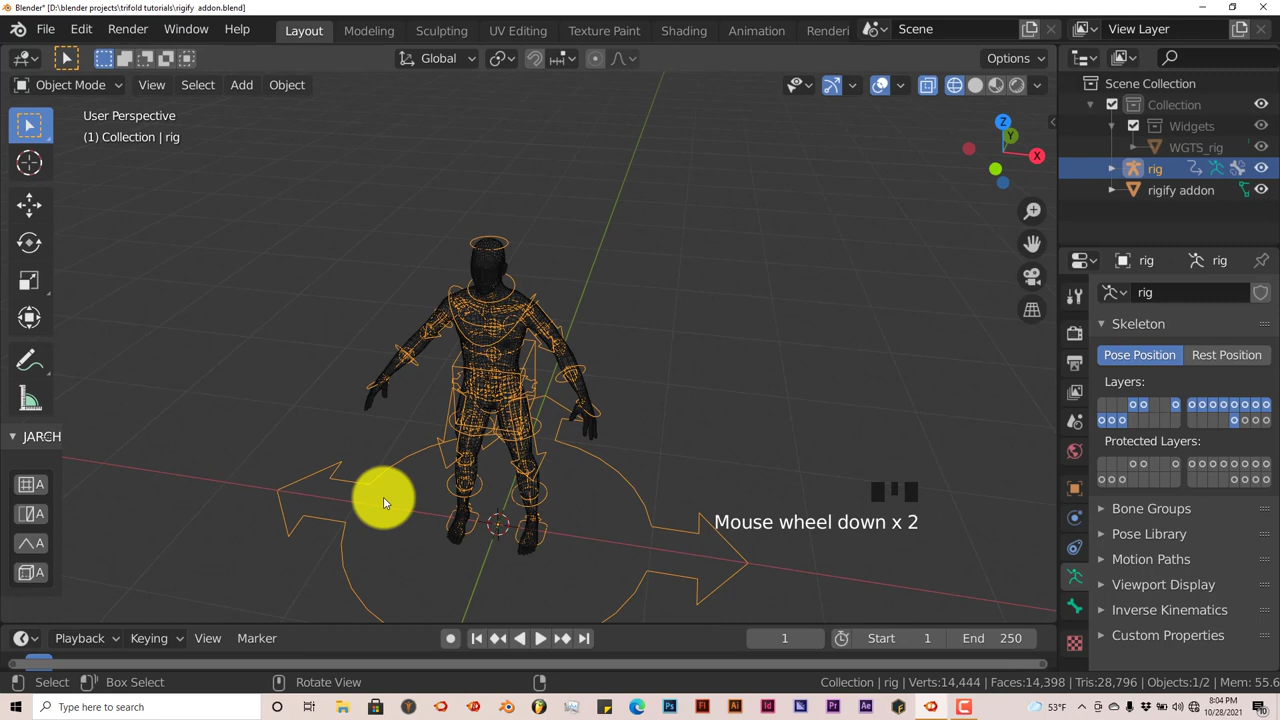 Blender* [D:\blender projects\trifold tutorials\rigify addon.blend]
File Edit Render Window Help Layout Modeling Sculpting UV Editing Texture Paint Shading Animation Renderi Scene View Layer
Global Options
Object Mode View Select Add Object
Scene Collection
Collection
Widgets
WGTS_rig
rig
rigify addon
User Perspective
(1) Collection | rig
Z
Y
X
rig rig
rig
Skeleton
Pose Position Rest Position
Layers:
Protected Layers:
Bone Groups
Pose Library
Motion Paths
Viewport Display
Inverse Kinematics
Custom Properties
JARCH
A
A
A
A
Mouse wheel down x 2
Playback Keying View Marker 1 Start 1 End 250
Select Box Select Rotate View Collection | rig | Verts:14,444 | Faces:14,398 | Tris:28,796 | Objects:1/2 | Mem: 55.6
Type here to search 53°F 8:04 PM
10/28/2021